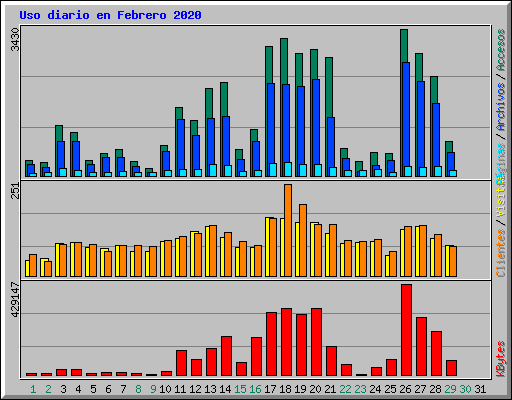 Uso diario en Febrero 2020
3430
251
429147
Clientes / Visitas
Páginas / Archivos / Accesos
KBytes
1 2 3 4 5 6 7 8 9 10 11 12 13 14 15 16 17 18 19 20 21 22 23 24 25 26 27 28 29 30 31